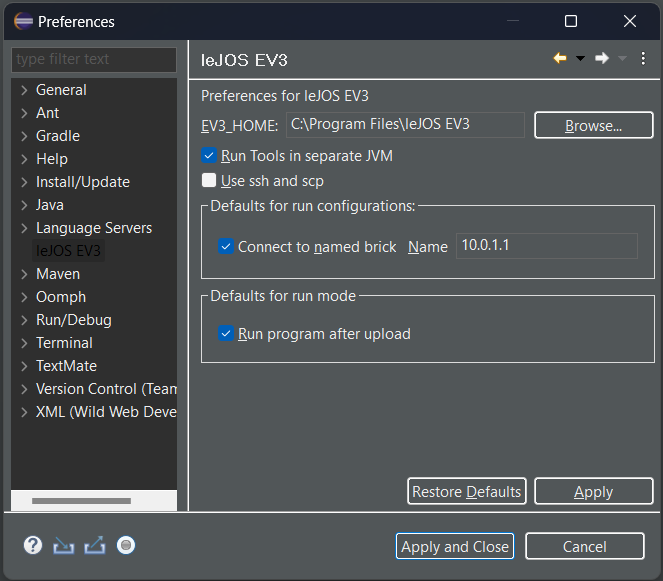 Preferences
type filter text
General
Ant
Gradle
Help
Install/Update
Java
Language Servers
leJOS EV3
Maven
Oomph
Run/Debug
Terminal
TextMate
Version Control (Team
XML (Wild Web Deve
leJOS EV3
Preferences for leJOS EV3
EV3_HOME: C:\Program Files\leJOS EV3 Browse...
Run Tools in separate JVM
Use ssh and scp
Defaults for run configurations:
Connect to named brick Name 10.0.1.1
Defaults for run mode
Run program after upload
Restore Defaults Apply
? Apply and Close Cancel